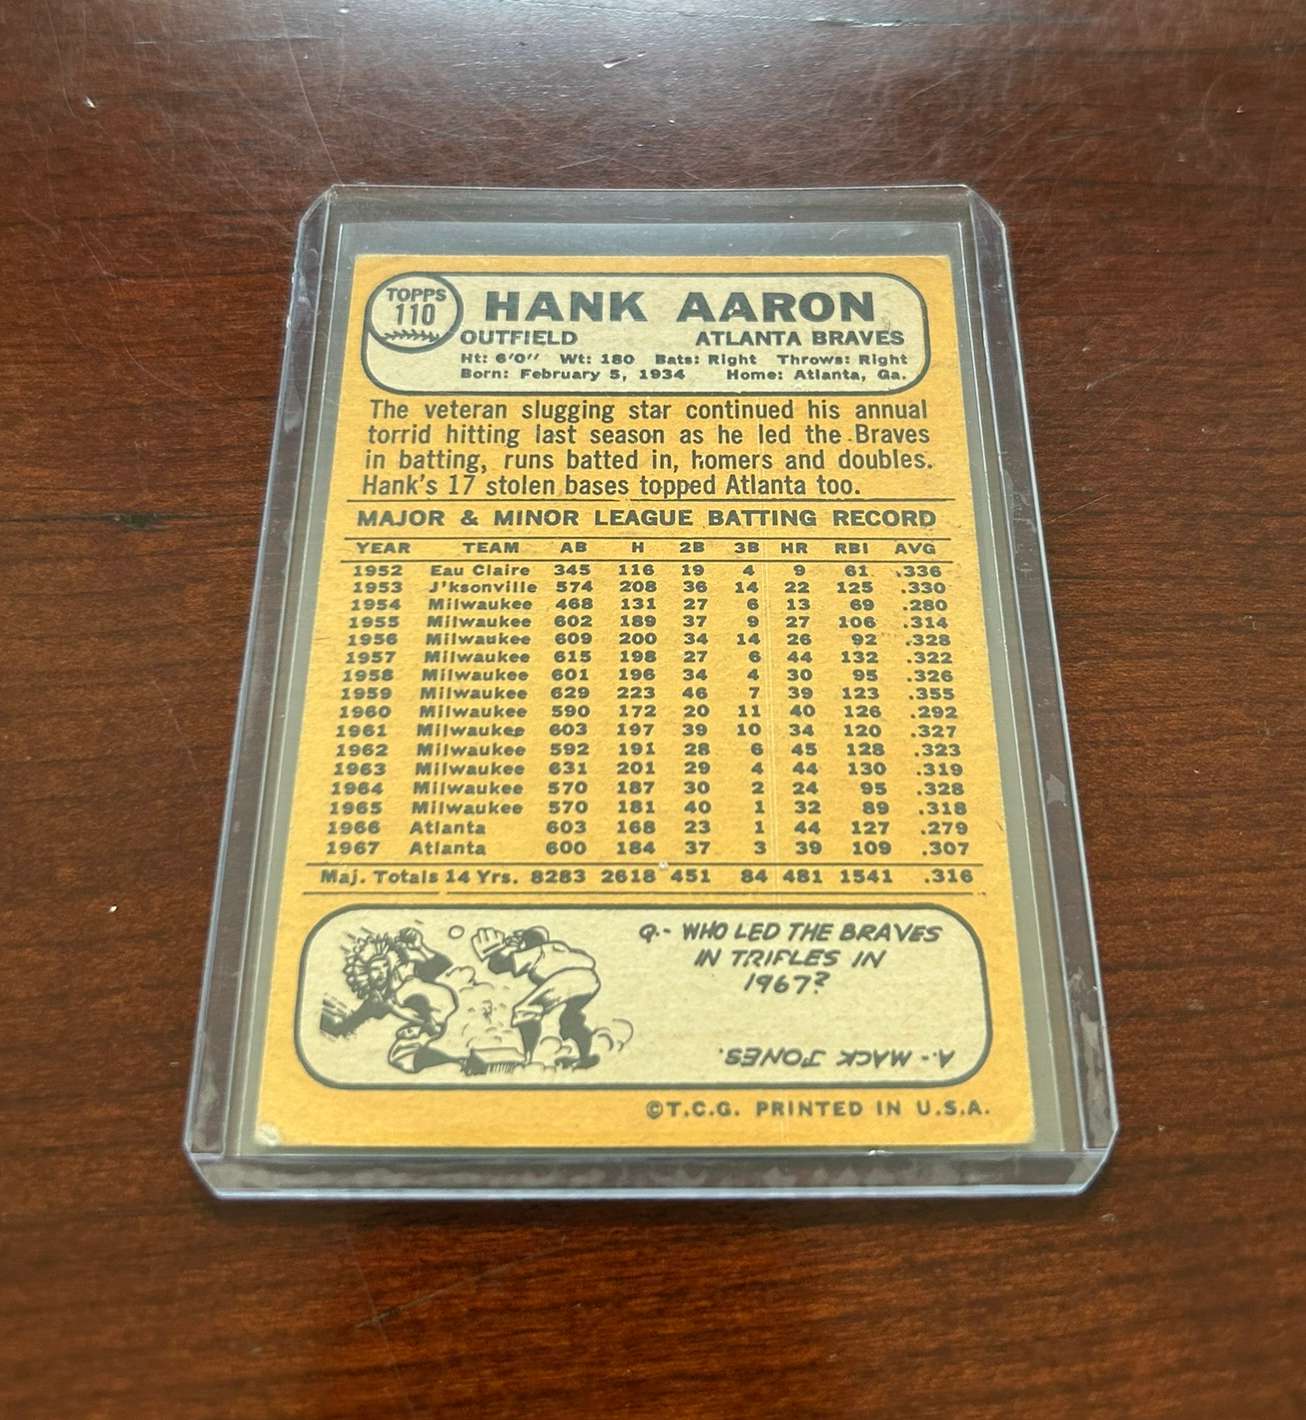 TOPPS
110
HANK AARON
OUTFIELD ATLANTA BRAVES
Ht: 6'0'' Wt: 180 Bats: Right Throws: Right
Born: February 5, 1934 Home: Atlanta, Ga.
The veteran slugging star continued his annual
torrid hitting last season as he led the Braves
in batting, runs batted in, homers and doubles.
Hank's 17 stolen bases topped Atlanta too.
MAJOR & MINOR LEAGUE BATTING RECORD
YEAR TEAM AB H 2B 3B HR RBI AVG
1952 Eau Claire 345 116 19 4 9 61 .336
1953 J'ksonville 574 208 36 14 22 125 .330
1954 Milwaukee 468 131 27 6 13 69 .280
1955 Milwaukee 602 189 37 9 27 106 .314
1956 Milwaukee 609 200 34 14 26 92 .328
1957 Milwaukee 615 198 27 6 44 132 .322
1958 Milwaukee 601 196 34 4 30 95 .326
1959 Milwaukee 629 223 46 7 39 123 .355
1960 Milwaukee 590 172 20 11 40 126 .292
1961 Milwaukee 603 197 39 10 34 120 .327
1962 Milwaukee 592 191 28 6 45 128 .323
1963 Milwaukee 631 201 29 4 44 130 .319
1964 Milwaukee 570 187 30 2 24 95 .328
1965 Milwaukee 570 181 40 1 32 89 .318
1966 Atlanta 603 168 23 1 44 127 .279
1967 Atlanta 600 184 37 3 39 109 .307
Maj. Totals 14 Yrs. 8283 2618 451 84 481 1541 .316
Q.- WHO LED THE BRAVES
IN TRIPLES IN
1967?
A.- MACK JONES.
©T.C.G. PRINTED IN U.S.A.